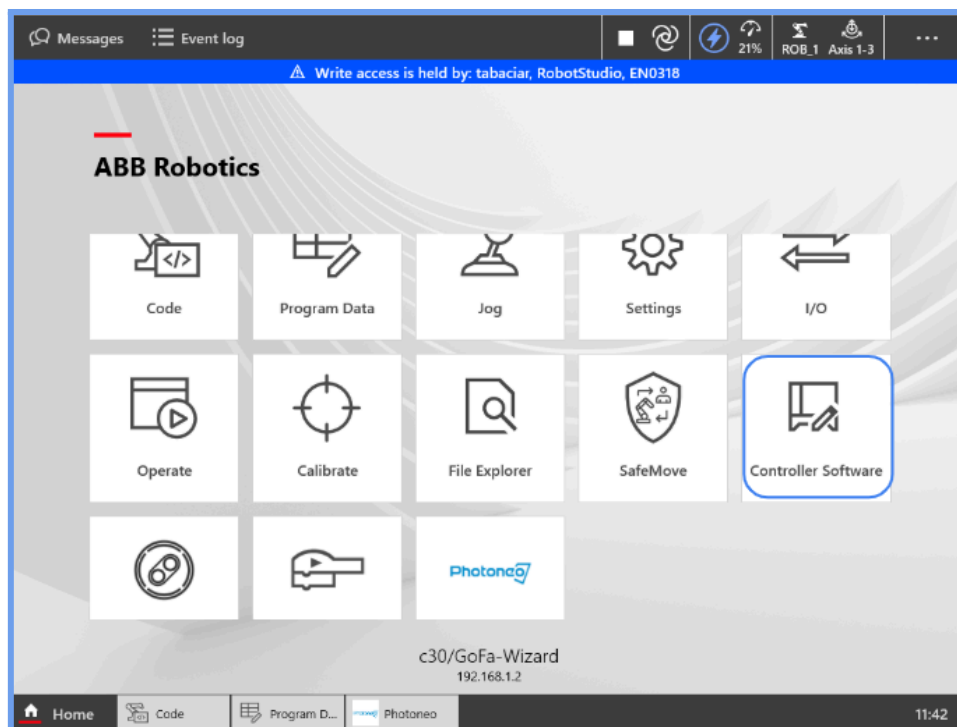 Messages Event log 21% ROB_1 Axis 1-3 ...
Write access is held by: tabaciar, RobotStudio, EN0318
ABB Robotics
</>
Code Program Data Jog Settings I/O
Operate Calibrate File Explorer SafeMove Controller Software
Photoneo
c30/GoFa-Wizard
192.168.1.2
Home Code Program D... Photoneo 11:42